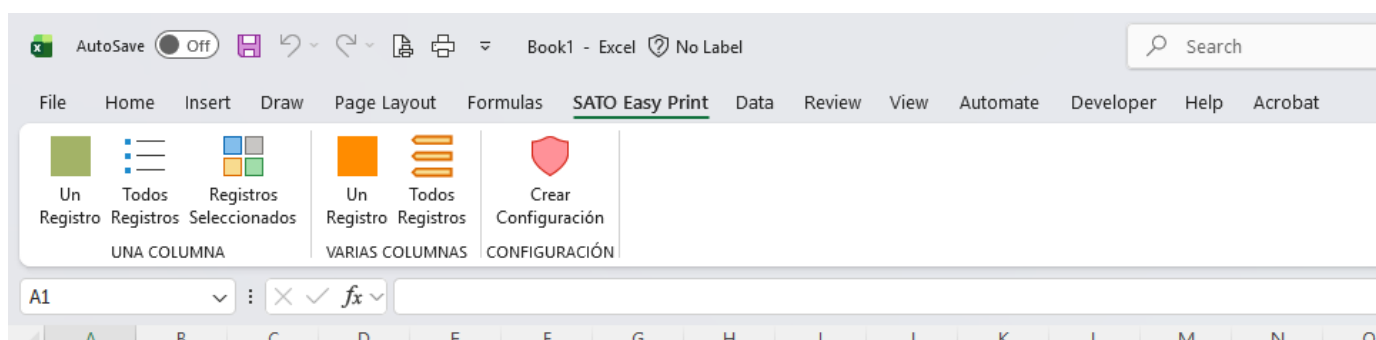 AutoSave Off Book1 - Excel No Label Search
File Home Insert Draw Page Layout Formulas SATO Easy Print Data Review View Automate Developer Help Acrobat
Un Todos Registros Un Todos Crear
Registro Registros Seleccionados Registro Registros Configuración
UNA COLUMNA VARIAS COLUMNAS CONFIGURACIÓN
A1 fx
A B C D E F G H I J K L M N O